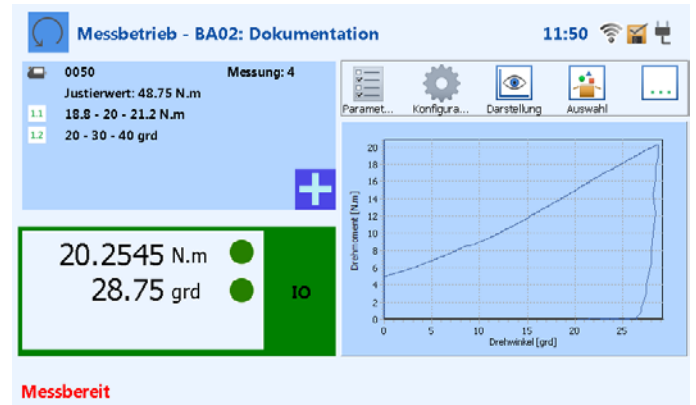 Messbetrieb - BA02: Dokumentation
11:50
0050 Messung: 4
Justierwert: 48.75 N.m
1.1 18.8 - 20 - 21.2 N.m
1.2 20 - 30 - 40 grd
Paramet... Konfigura... Darstellung Auswahl ...
20.2545 N.m
28.75 grd
IO
Drehmoment [N.m]
20
18
16
14
12
10
8
6
4
2
0
0 5 10 15 20 25
Drehwinkel [grd]
Messbereit